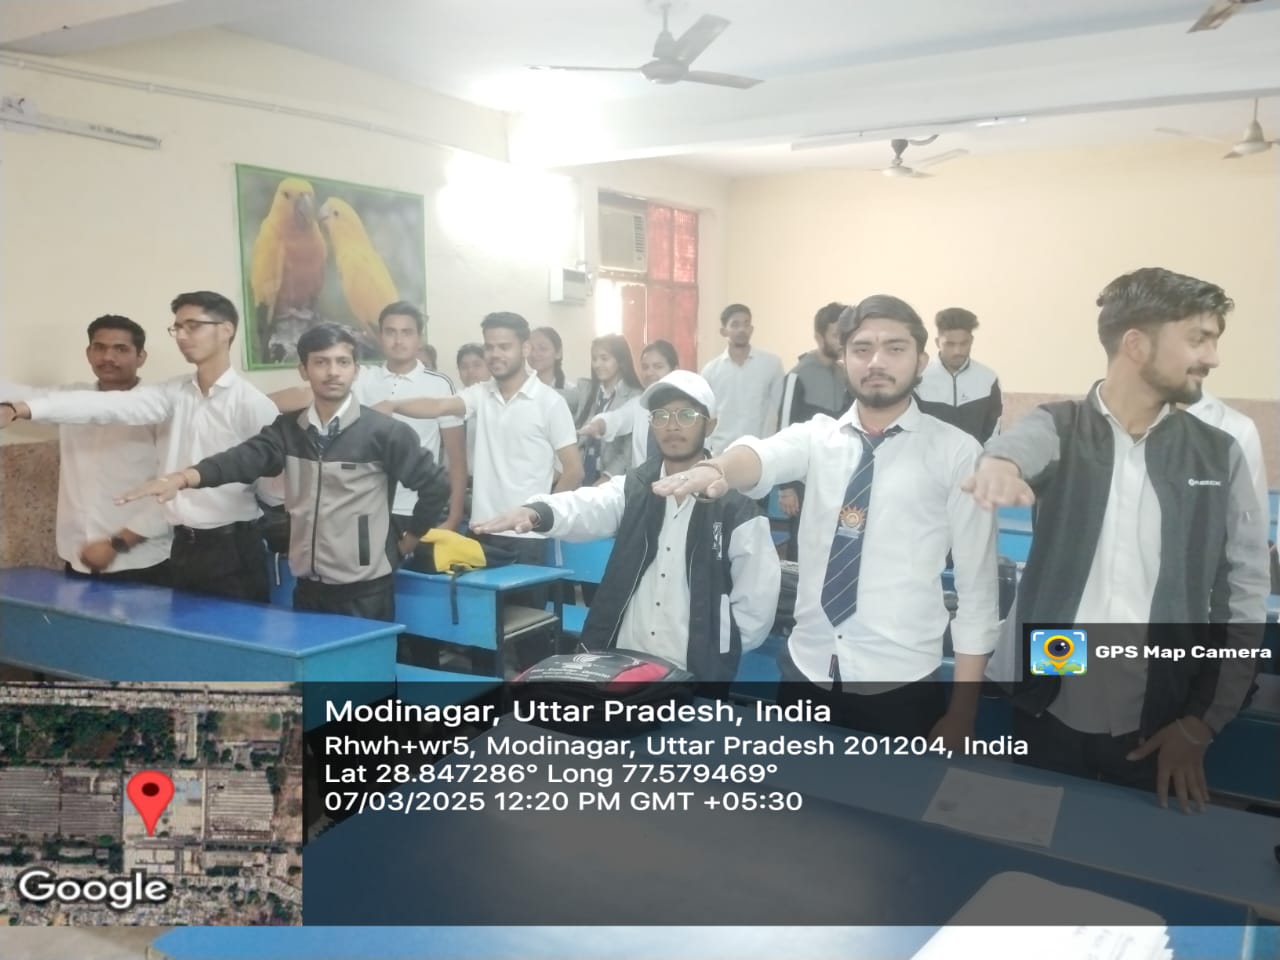 GPS Map Camera
Modinagar, Uttar Pradesh, India
Rhwh+wr5, Modinagar, Uttar Pradesh 201204, India
Lat 28.847286° Long 77.579469°
07/03/2025 12:20 PM GMT +05:30
Google